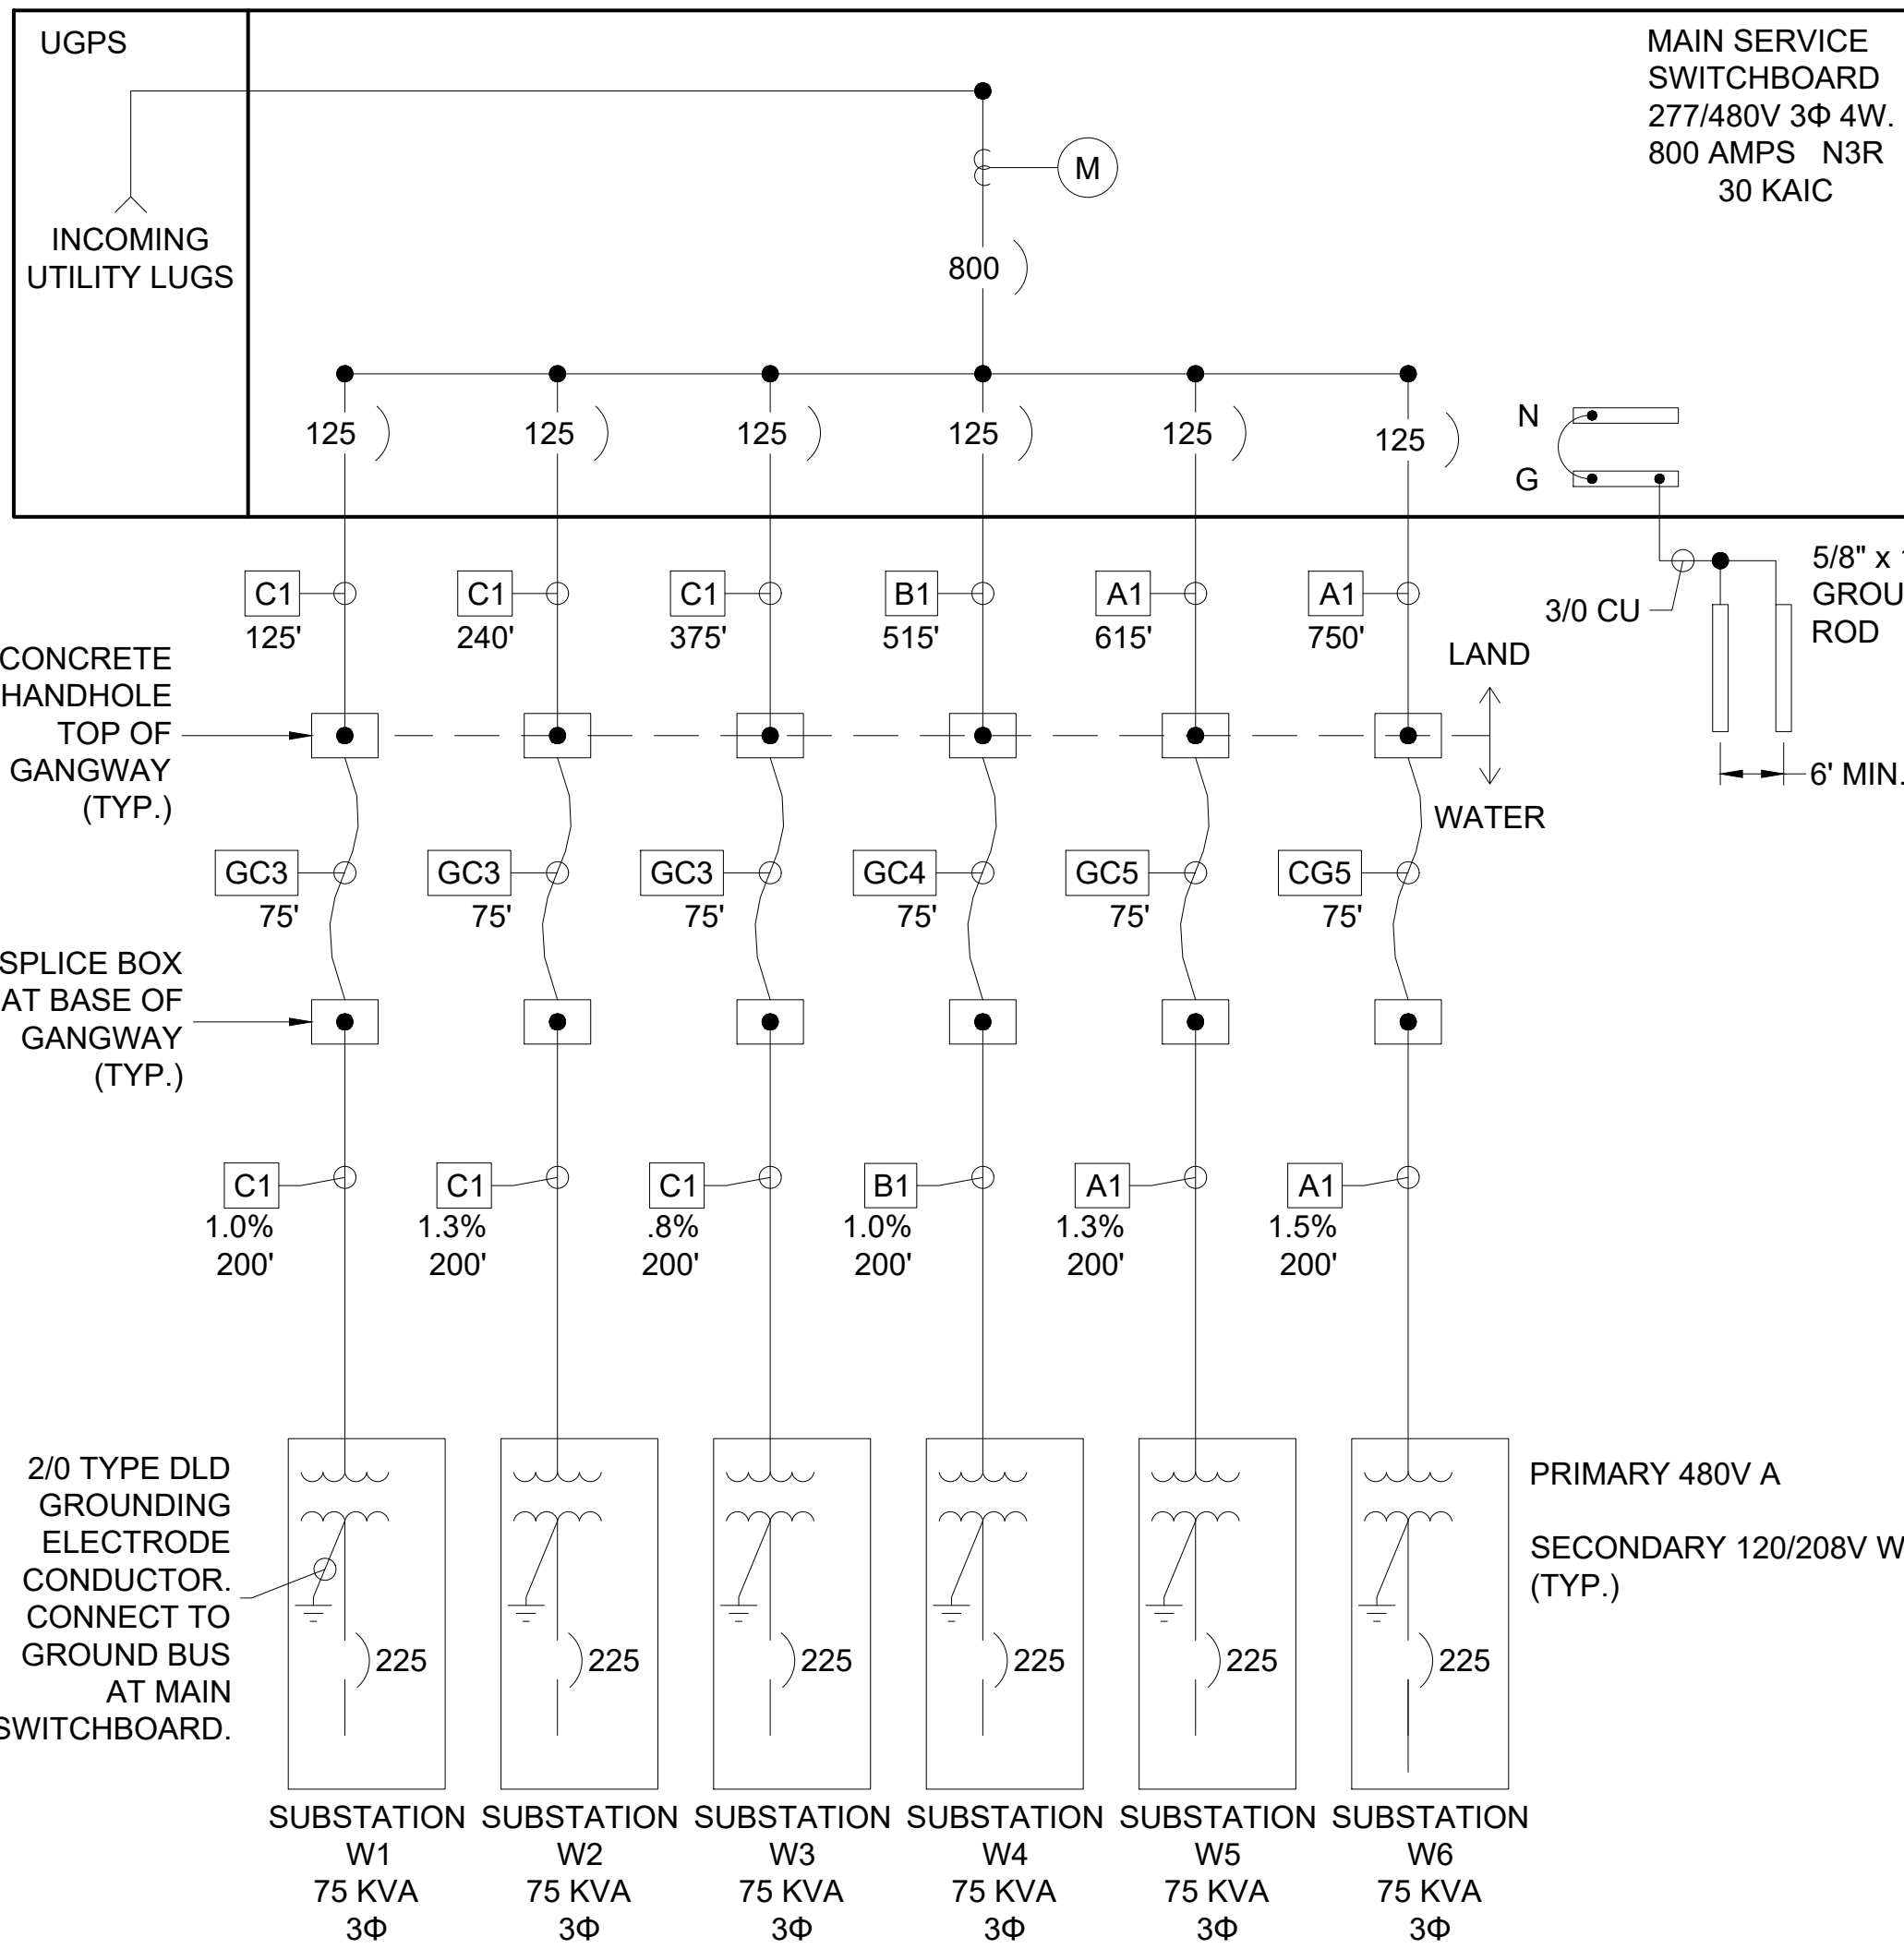 UGPS
INCOMING
UTILITY LUGS
MAIN SERVICE
SWITCHBOARD
277/480V 3Φ 4W.
800 AMPS N3R
30 KAIC
M
800
125
125
125
125
125
125
N
G
C1
125'
C1
240'
C1
375'
B1
515'
A1
615'
A1
750'
3/0 CU
5/8" x
ROD
6' MIN.
LAND
WATER
CONCRETE
HANDHOLE
TOP OF
GANGWAY
(TYP.)
GC3
75'
GC3
75'
GC3
75'
GC4
75'
GC5
75'
CG5
75'
SPLICE BOX
AT BASE OF
GANGWAY
(TYP.)
C1
1.0%
200'
C1
1.3%
200'
C1
.8%
200'
B1
1.0%
200'
A1
1.3%
200'
A1
1.5%
200'
2/0 TYPE DLD
GROUNDING
ELECTRODE
CONDUCTOR.
CONNECT TO
GROUND BUS
AT MAIN
SWITCHBOARD.
225
225
225
225
225
225
PRIMARY 480V A
SECONDARY 120/208V W
(TYP.)
SUBSTATION
W1
75 KVA
3Φ
SUBSTATION
W2
75 KVA
3Φ
SUBSTATION
W3
75 KVA
3Φ
SUBSTATION
W4
75 KVA
3Φ
SUBSTATION
W5
75 KVA
3Φ
SUBSTATION
W6
75 KVA
3Φ